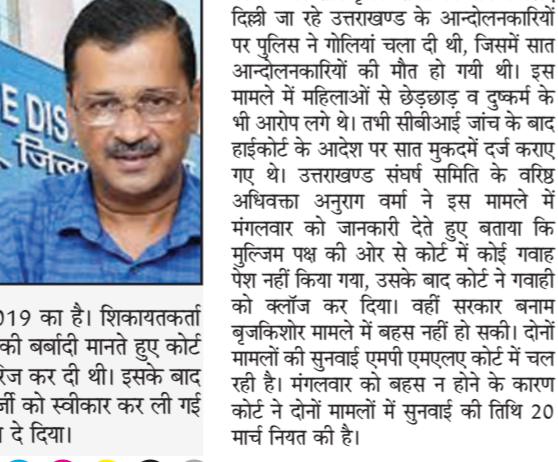 E DIS
जिला
019 का है। शिकायतकर्ता
की बर्बादी मानते हुए कोर्ट
रिज कर दी थी। इसके बाद
र्जी को स्वीकार कर ली गई
दे दिया।
दिल्ली जा रहे उत्तराखण्ड के आन्दोलनकारियों
पर पुलिस ने गोलियां चला दी थी, जिसमें सात
आन्दोलनकारियों की मौत हो गयी थी। इस
मामले में महिलाओं से छेड़छाड़ व दुष्कर्म के
भी आरोप लगे थे। तभी सीबीआई जांच के बाद
हाईकोर्ट के आदेश पर सात मुकदमें दर्ज कराए
गए थे। उत्तराखण्ड संघर्ष समिति के वरिष्ठ
अधिवक्ता अनुराग वर्मा ने इस मामले में
मंगलवार को जानकारी देते हुए बताया कि
मुल्जिम पक्ष की ओर से कोर्ट में कोई गवाह
पेश नहीं किया गया, उसके बाद कोर्ट ने गवाही
को क्लॉज कर दिया। वहीं सरकार बनाम
बृजकिशोर मामले में बहस नहीं हो सकी। दोनों
मामलों की सुनवाई एमपी एमएलए कोर्ट में चल
रही है। मंगलवार को बहस न होने के कारण
कोर्ट ने दोनों मामलों में सुनवाई की तिथि 20
मार्च नियत की है।